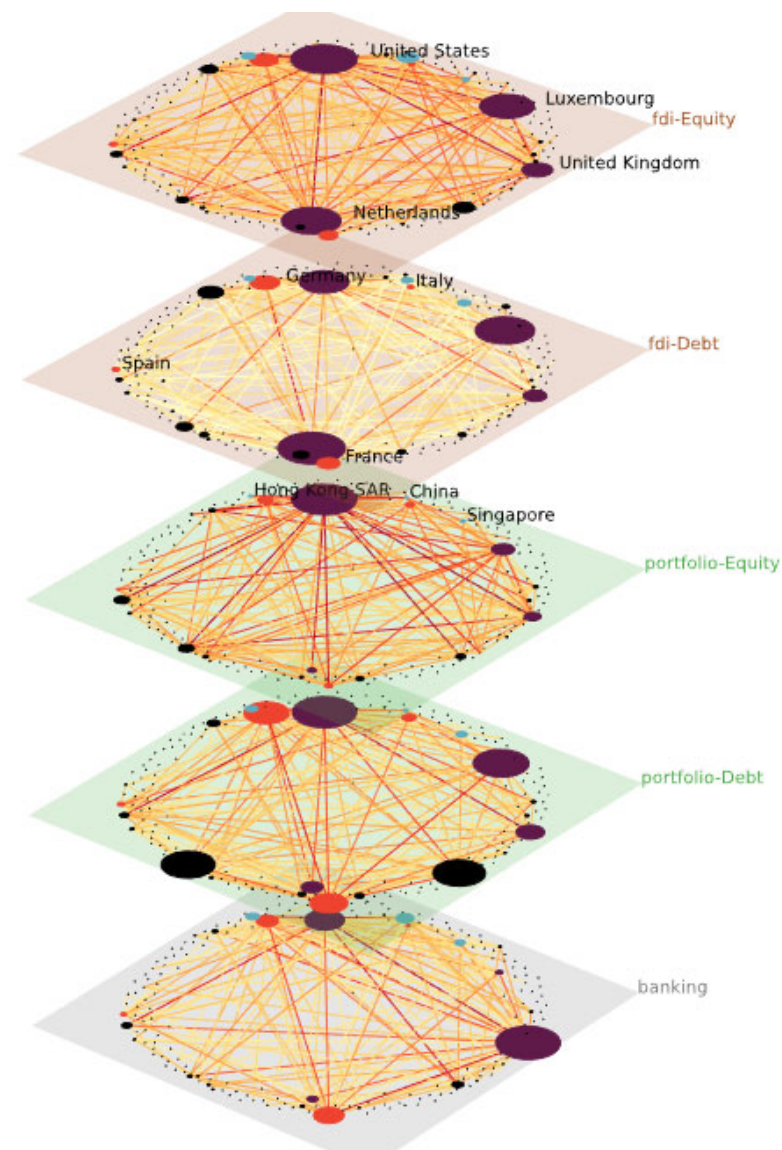 United States
Luxembourg
fdi-Equity
United Kingdom
Netherlands
Germany
Italy
fdi-Debt
Spain
France
Hong Kong SAR
China
Singapore
portfolio-Equity
portfolio-Debt
banking